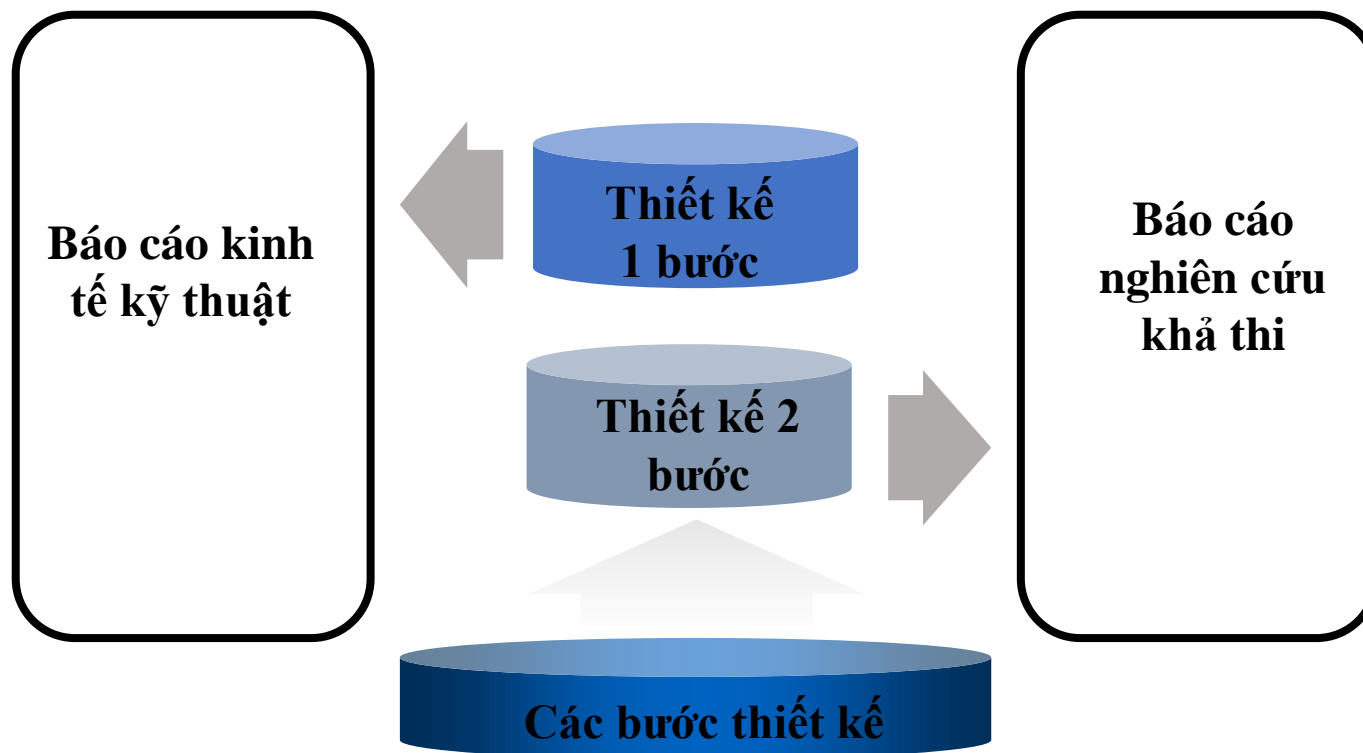 Báo cáo kinh
tế kỹ thuật
Thiết kế
1 bước
Thiết kế 2
bước
Báo cáo
nghiên cứu
khả thi
Các bước thiết kế